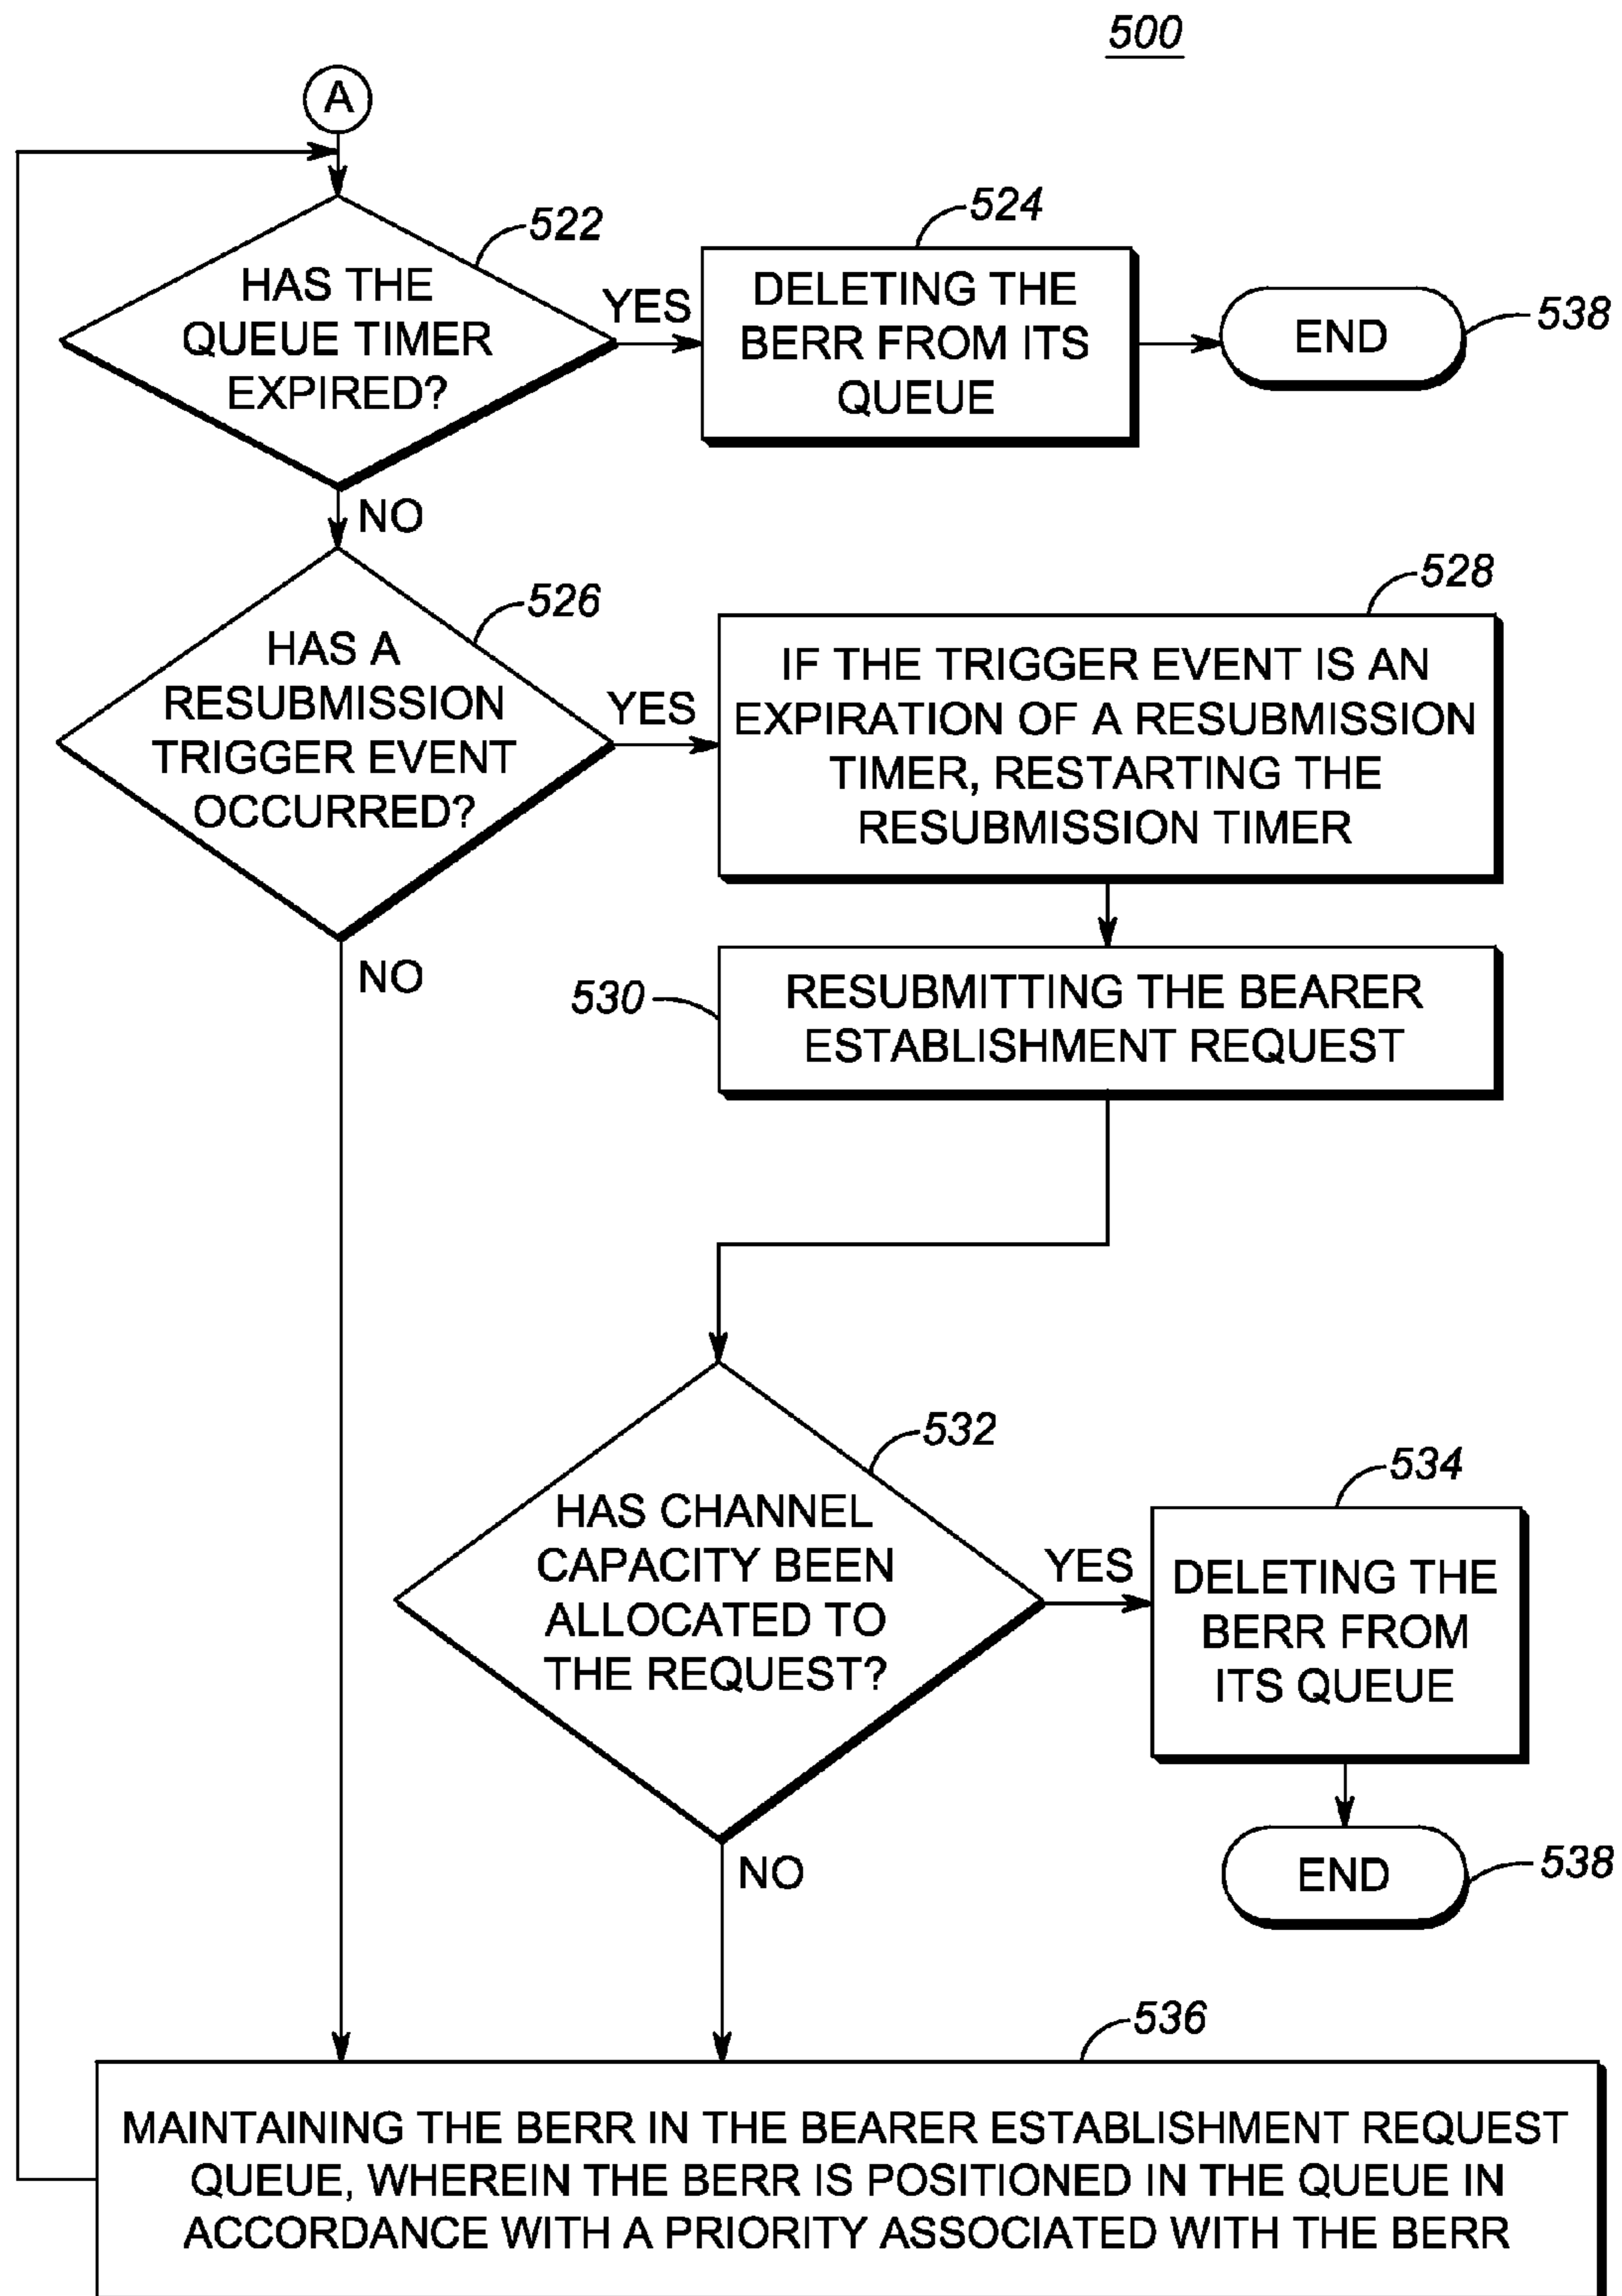 500
A
522
HAS THE
QUEUE TIMER
EXPIRED?
YES
524
DELETING THE
BERR FROM ITS
QUEUE
END
538
NO
526
HAS A
RESUBMISSION
TRIGGER EVENT
OCCURRED?
YES
528
IF THE TRIGGER EVENT IS AN
EXPIRATION OF A RESUBMISSION
TIMER, RESTARTING THE
RESUBMISSION TIMER
NO
530
RESUBMITTING THE BEARER
ESTABLISHMENT REQUEST
532
HAS CHANNEL
CAPACITY BEEN
ALLOCATED TO
THE REQUEST?
YES
534
DELETING THE
BERR FROM
ITS QUEUE
NO
END
538
536
MAINTAINING THE BERR IN THE BEARER ESTABLISHMENT REQUEST
QUEUE, WHEREIN THE BERR IS POSITIONED IN THE QUEUE IN
ACCORDANCE WITH A PRIORITY ASSOCIATED WITH THE BERR